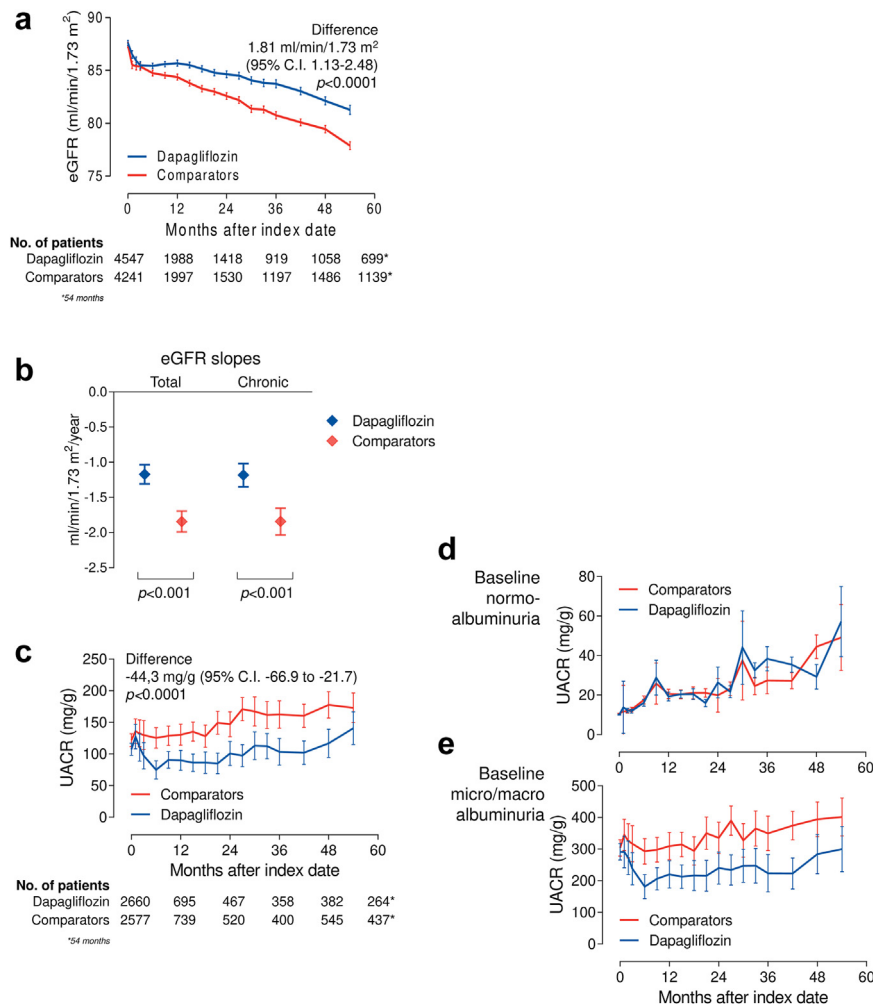 a
eGFR (ml/min/1.73 m²)
90
85
80
75
Difference
1.81 ml/min/1.73 m²
(95% C.I. 1.13-2.48)
p<0.0001
Dapagliflozin
Comparators
0 12 24 36 48 60
Months after index date
No. of patients
Dapagliflozin 4547 1988 1418 919 1058 699*
Comparators 4241 1997 1530 1197 1486 1139*
*54 months
b
eGFR slopes
Total Chronic
ml/min/1.73 m²/year
0.0
-0.5
-1.0
-1.5
-2.0
-2.5
Dapagliflozin
Comparators
p<0.001 p<0.001
c
UACR (mg/g)
250
200
150
100
50
0
Difference
-44,3 mg/g (95% C.I. -66.9 to -21.7)
p<0.0001
Comparators
Dapagliflozin
0 12 24 36 48 60
Months after index date
No. of patients
Dapagliflozin 2660 695 467 358 382 264*
Comparators 2577 739 520 400 545 437*
*54 months
d
Baseline
normo-
albuminuria
UACR (mg/g)
80
60
40
20
0
Comparators
Dapagliflozin
0 12 24 36 48 60
e
Baseline
micro/macro
albuminuria
UACR (mg/g)
500
400
300
200
100
0
Comparators
Dapagliflozin
0 12 24 36 48 60
Months after index date